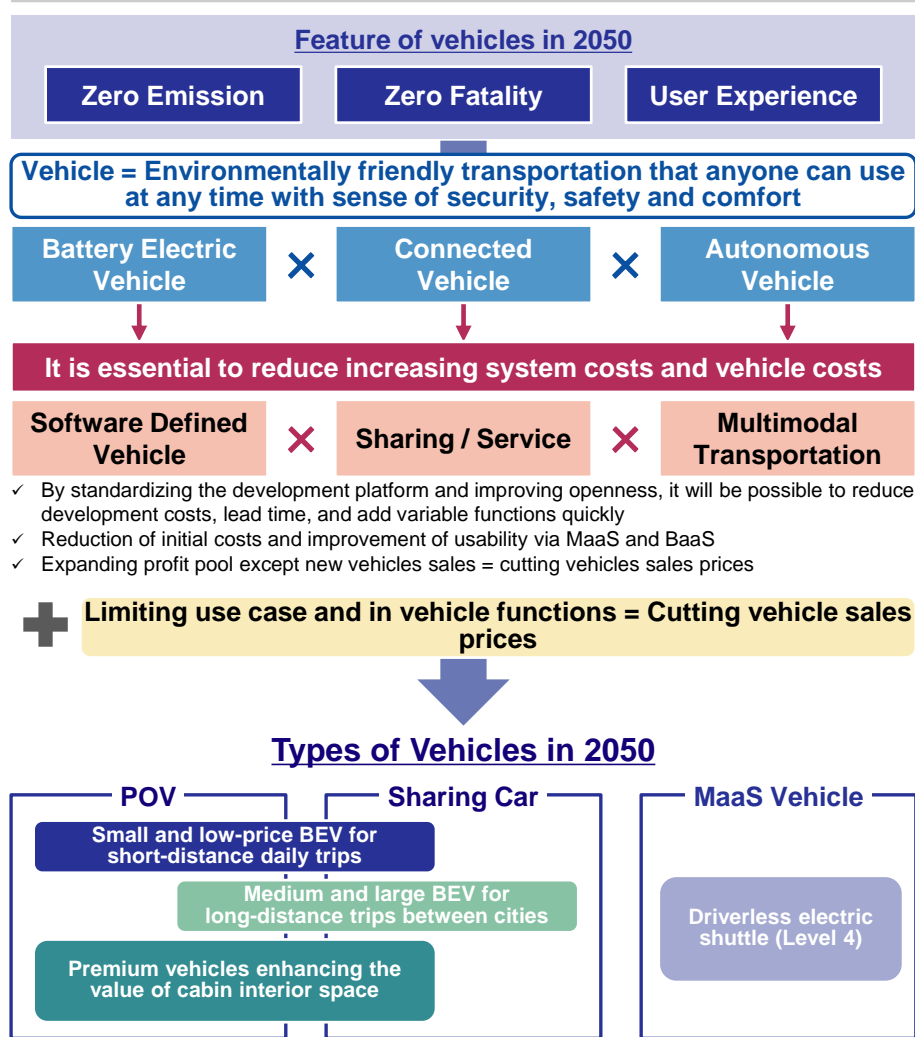 Feature of vehicles in 2050
Zero Emission
Zero Fatality
User Experience
Vehicle = Environmentally friendly transportation that anyone can use
at any time with sense of security, safety and comfort
Battery Electric
Vehicle
×
Connected
Vehicle
×
Autonomous
Vehicle
It is essential to reduce increasing system costs and vehicle costs
Software Defined
Vehicle
×
Sharing / Service
×
Multimodal
Transportation
✓ By standardizing the development platform and improving openness, it will be possible to reduce
development costs, lead time, and add variable functions quickly
✓ Reduction of initial costs and improvement of usability via MaaS and BaaS
✓ Expanding profit pool except new vehicles sales = cutting vehicles sales prices
Limiting use case and in vehicle functions = Cutting vehicle sales
prices
Types of Vehicles in 2050
POV
Sharing Car
MaaS Vehicle
Small and low-price BEV for
short-distance daily trips
Medium and large BEV for
long-distance trips between cities
Driverless electric
shuttle (Level 4)
Premium vehicles enhancing the
value of cabin interior space